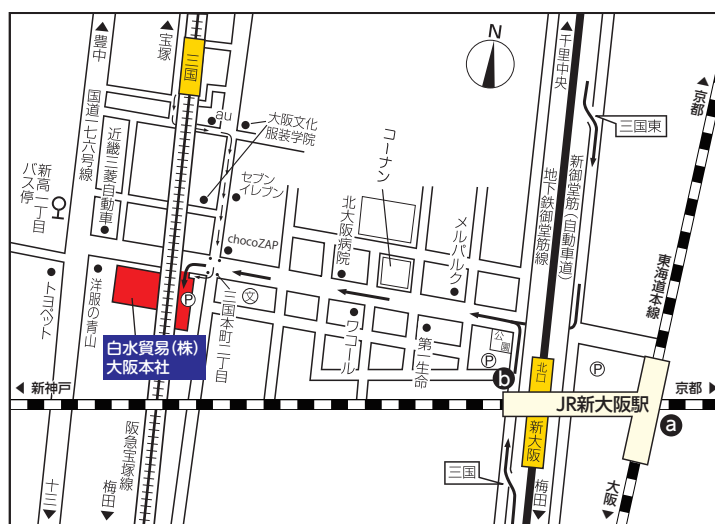 豊中
宝塚
N
千里中央
京都
三国
国道一七六号線
近畿三菱自動車
au
大阪文化
服装学院
コーナン
三国東
新高一丁目
バス停
セブン
イレブン
地下鉄御堂筋線
新御堂筋(自動車道)
北大阪病院
メルパルク
chocoZAP
東海道本線
トヨペット
洋服の青山
P
文
三国本町二丁目
ワコール
第一生命
公園
P
P
白水貿易(株)
大阪本社
北口
新神戸
b
京都
JR新大阪駅
a
新大阪
阪急宝塚線
三国
十三
梅田
梅田
大阪